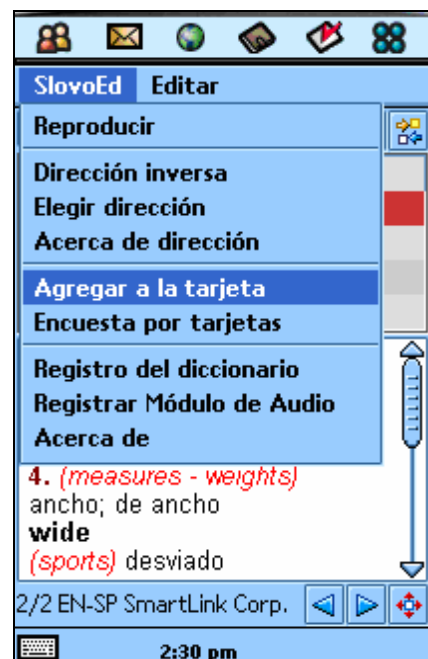 SlovoEd Editar
Reproducir
Dirección inversa
Elegir dirección
Acerca de dirección
Agregar a la tarjeta
Encuesta por tarjetas
Registro del diccionario
Registrar Módulo de Audio
Acerca de
4. (measures - weights)
ancho; de ancho
wide
(sports) desviado
2/2 EN-SP SmartLink Corp.
2:30 pm